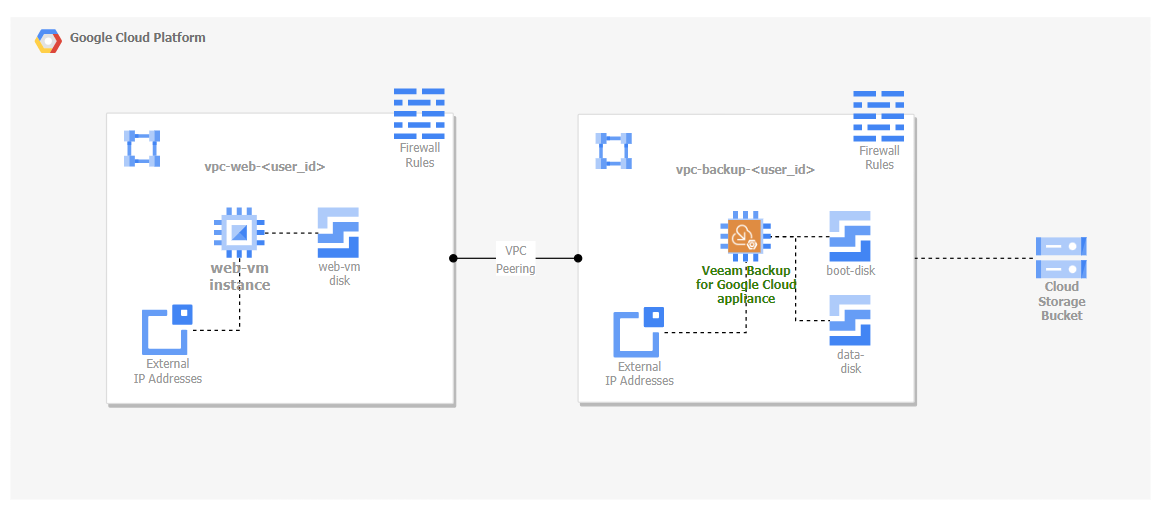 Google Cloud Platform
Firewall
Rules
vpc-web-<user_id>
web-vm
instance
web-vm
disk
External
IP Addresses
VPC
Peering
Firewall
Rules
vpc-backup-<user_id>
Veeam Backup
for Google Cloud
appliance
boot-disk
data-
disk
External
IP Addresses
Cloud
Storage
Bucket